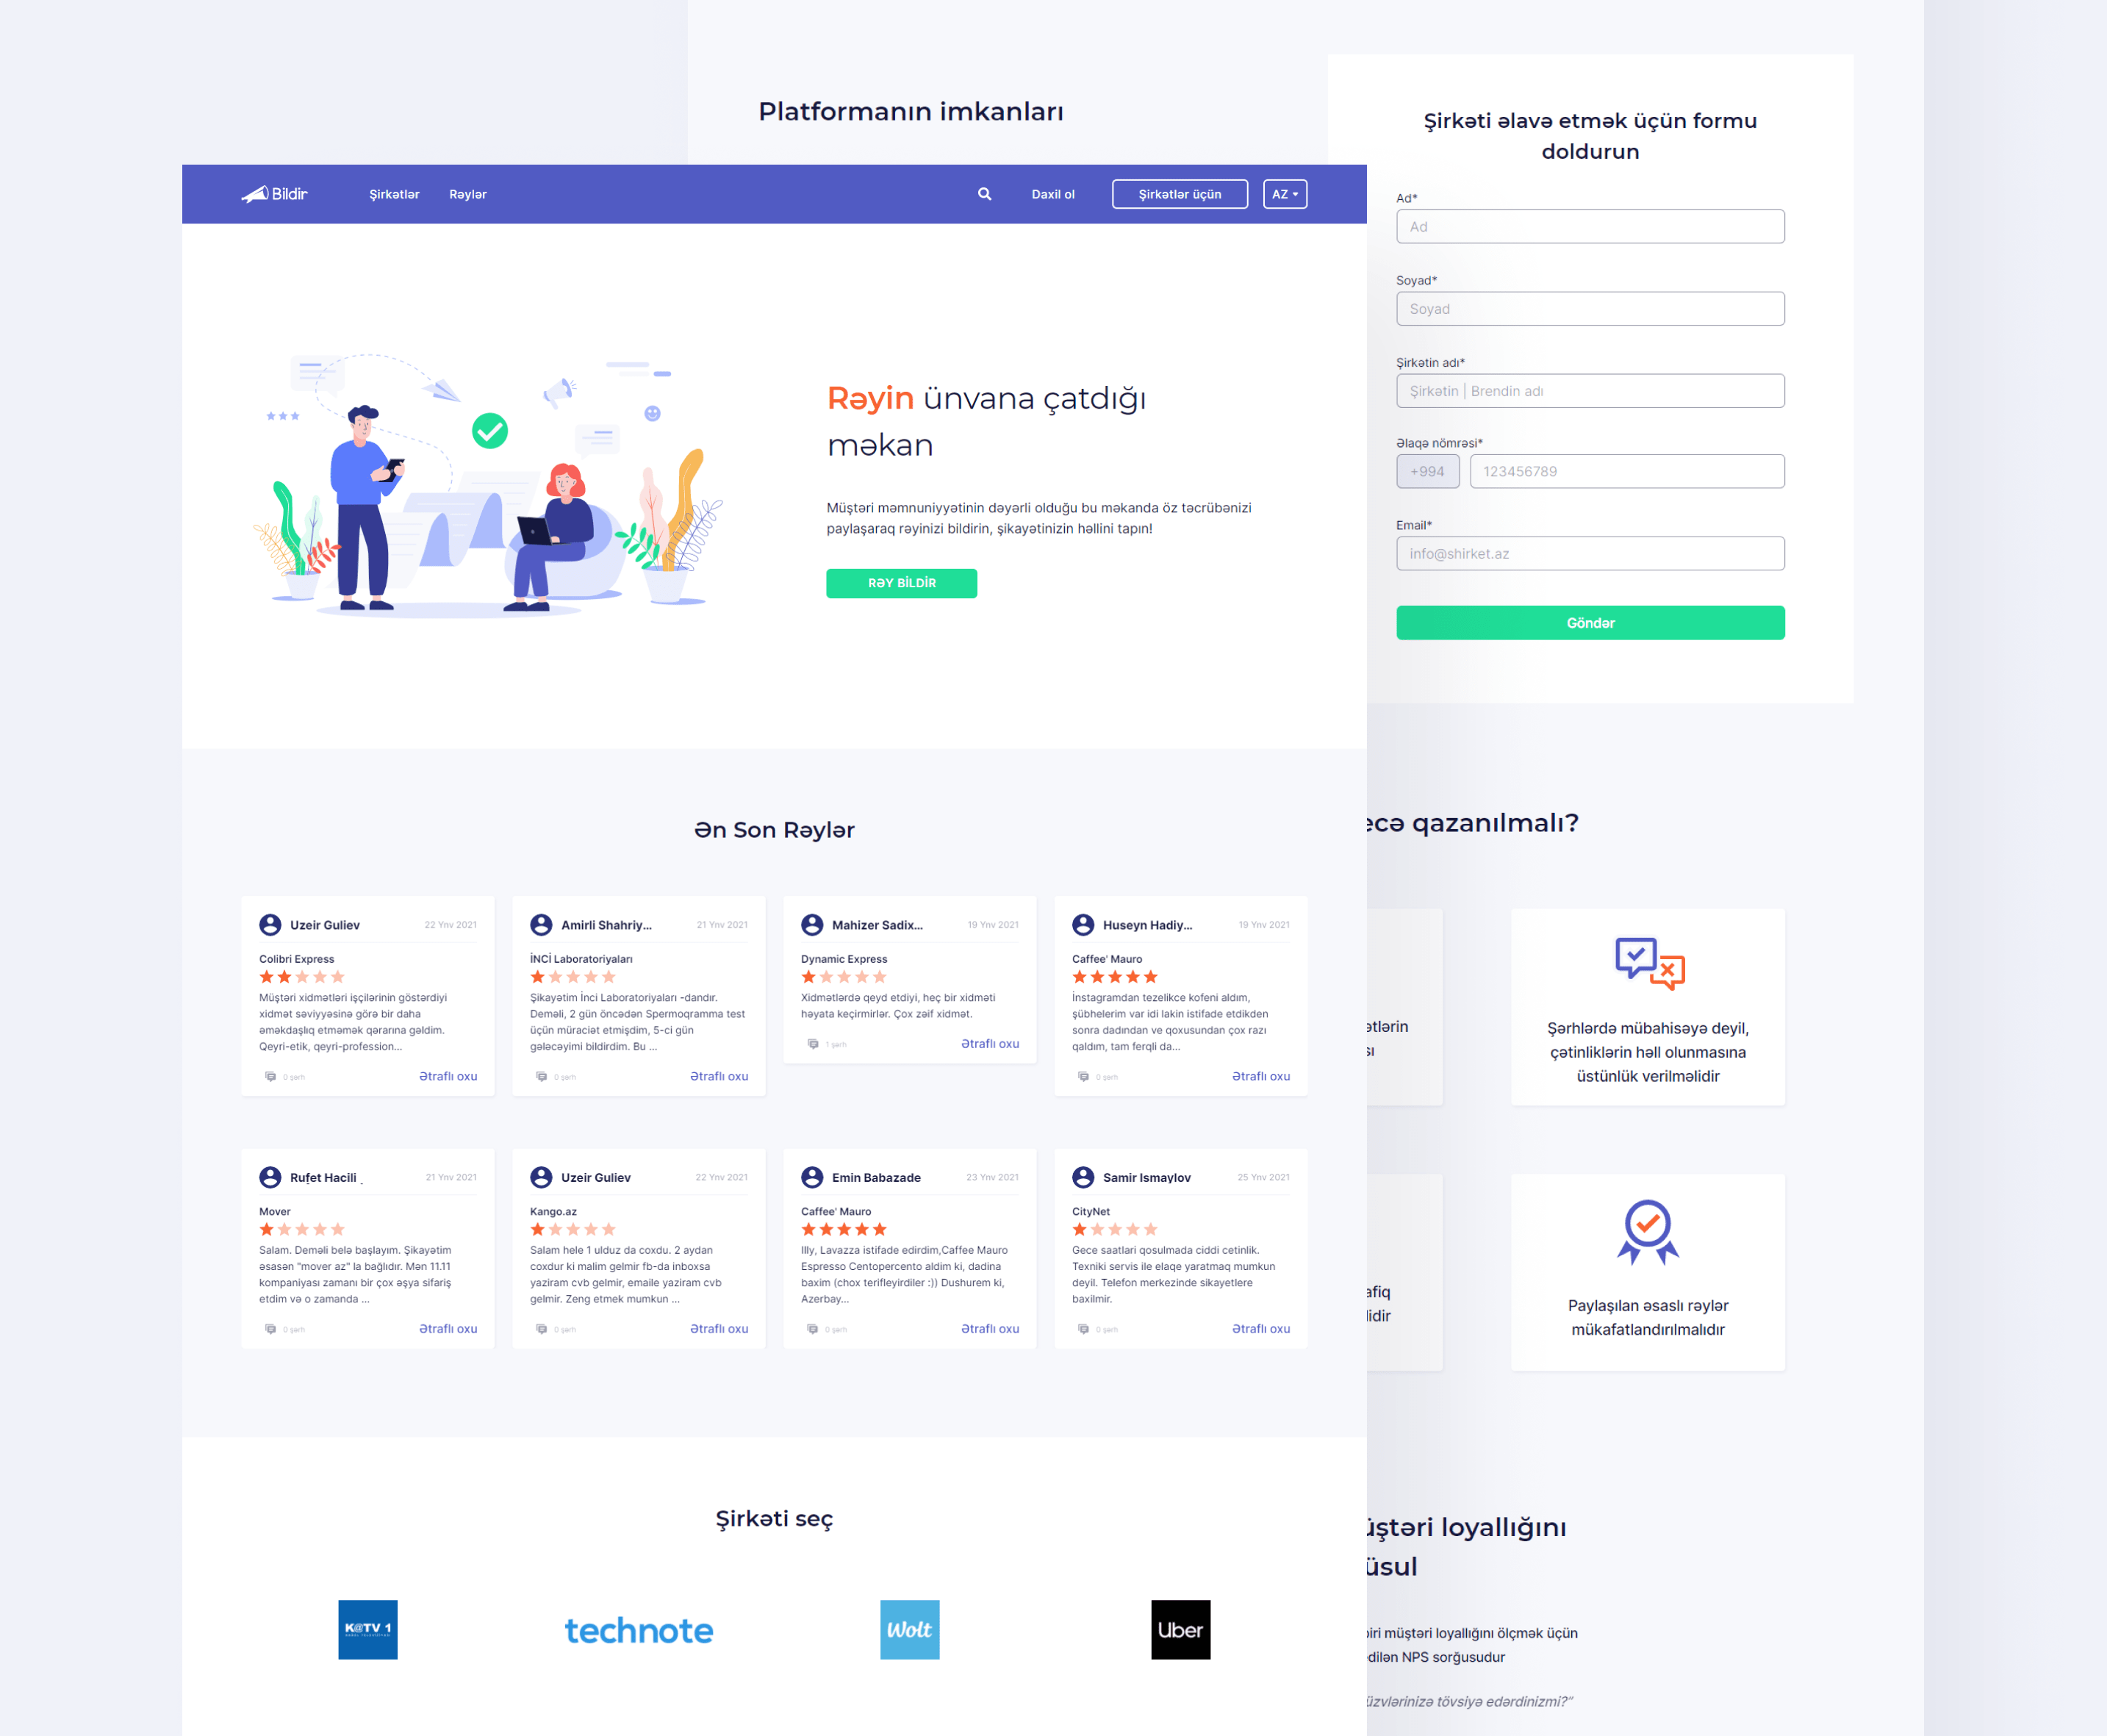 Platformanın imkanları
Şirkəti əlavə etmək üçün formu
doldurun
Ad*
Ad
Soyad*
Soyad
Şirkətin adı*
Şirkətin | Brendin adı
Əlaqə nömrəsi*
+994 123456789
Email*
info@shirket.az
Göndər
Bildir Şirkətlər Rəylər Daxil ol Şirkətlər üçün AZ
Rəyin ünvana çatdığı
məkan
Müştəri məmnuniyyətinin dəyərli olduğu bu məkanda öz təcrübənizi
paylaşaraq rəyinizi bildirin, şikayətinizin həllini tapın!
RƏY BİLDİR
Ən Son Rəylər
Uzeir Guliev 22 Ynv 2021
Colibri Express
Müştəri xidmətləri işçilərinin göstərdiyi
xidmət səviyyəsinə görə bir daha
əməkdaşlıq etməmək qərarına gəldim.
Qeyri-etik, qeyri-profession...
0 şərh Ətraflı oxu
Amirli Shahriy... 21 Ynv 2021
İNCİ Laboratoriyaları
Şikayətim İnci Laboratoriyaları -dandır.
Deməli, 2 gün öncədən Spermoqramma test
üçün müraciət etmişdim, 5-ci gün
gələcəyimi bildirdim. Bu ...
0 şərh Ətraflı oxu
Mahizer Sadix... 19 Ynv 2021
Dynamic Express
Xidmətlərdə qeyd etdiyi, heç bir xidməti
həyata keçirmirlər. Çox zəif xidmət.
1 şərh Ətraflı oxu
Huseyn Hadiy... 19 Ynv 2021
Caffee' Mauro
İnstagramdan tezelikce kofeni aldım,
şübhelerim var idi lakin istifade etdikden
sonra dadından ve qoxusundan çox razı
qaldım, tam ferqli da...
0 şərh Ətraflı oxu
Rufet Hacili 21 Ynv 2021
Mover
Salam. Deməli belə başlayım. Şikayətim
əsasən "mover az" la bağlıdır. Mən 11.11
kompaniyası zamanı bir çox əşya sifariş
etdim və o zamanda ...
0 şərh Ətraflı oxu
Uzeir Guliev 22 Ynv 2021
Kango.az
Salam hele 1 ulduz da coxdu. 2 aydan
coxdur ki malim gelmir fb-da inboxsa
yaziram cvb gelmir, emaile yaziram cvb
gelmir. Zeng etmek mumkun ...
0 şərh Ətraflı oxu
Emin Babazade 23 Ynv 2021
Caffee' Mauro
Illy, Lavazza istifade edirdim,Caffee Mauro
Espresso Centopercento aldim ki, dadina
baxim (chox terifleyirdiler :)) Dushurem ki,
Azerbay...
0 şərh Ətraflı oxu
Samir Ismaylov 25 Ynv 2021
CityNet
Gece saatlari qosulmada ciddi cetinlik.
Texniki servis ile elaqe yaratmaq mumkun
deyil. Telefon merkezinde sikayetlere
baxilmir.
0 şərh Ətraflı oxu
Şirkəti seç
K@TV 1
technote
Wolt
Uber
ecə qazanılmalı?
ətlərin
sı
Şərhlərdə mübahisəyə deyil,
çətinliklərin həll olunmasına
üstünlük verilməlidir
afiq
lidir
Paylaşılan əsaslı rəylər
mükafatlandırılmalıdır
üştəri loyallığını
üsul
biri müştəri loyallığını ölçmək üçün
edilən NPS sorğusudur
üzvlərinizə tövsiyə edərdinizmi?”